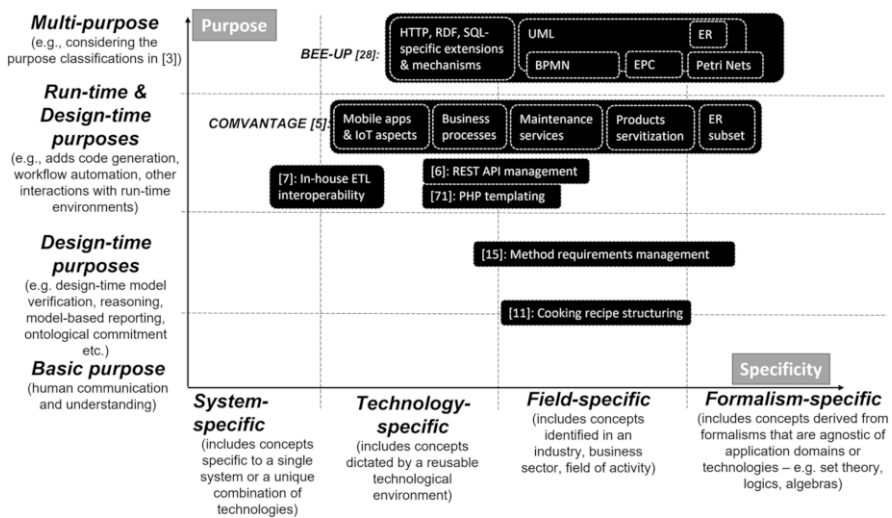 Multi-purpose
(e.g., considering the
purpose classifications in [3])
Purpose
BEE-UP [28]:
HTTP, RDF, SQL-
specific extensions
& mechanisms
UML
ER
BPMN
EPC
Petri Nets
Run-time &
Design-time
purposes
(e.g., adds code generation,
workflow automation, other
interactions with run-time
environments)
COMVANTAGE [5]:
Mobile apps
& IoT aspects
Business
processes
Maintenance
services
Products
servitization
ER
subset
[7]: In-house ETL
interoperability
[6]: REST API management
[71]: PHP templating
Design-time
purposes
(e.g. design-time model
verification, reasoning,
model-based reporting,
ontological commitment
etc.)
[15]: Method requirements management
[11]: Cooking recipe structuring
Basic purpose
(human communication
and understanding)
Specificity
System-
specific
(includes concepts
specific to a single
system or a unique
combination of
technologies)
Technology-
specific
(includes concepts
dictated by a reusable
technological
environment)
Field-specific
(includes concepts
identified in an
industry, business
sector, field of activity)
Formalism-specific
(includes concepts derived from
formalisms that are agnostic of
application domains or
technologies – e.g. set theory,
logics, algebras)